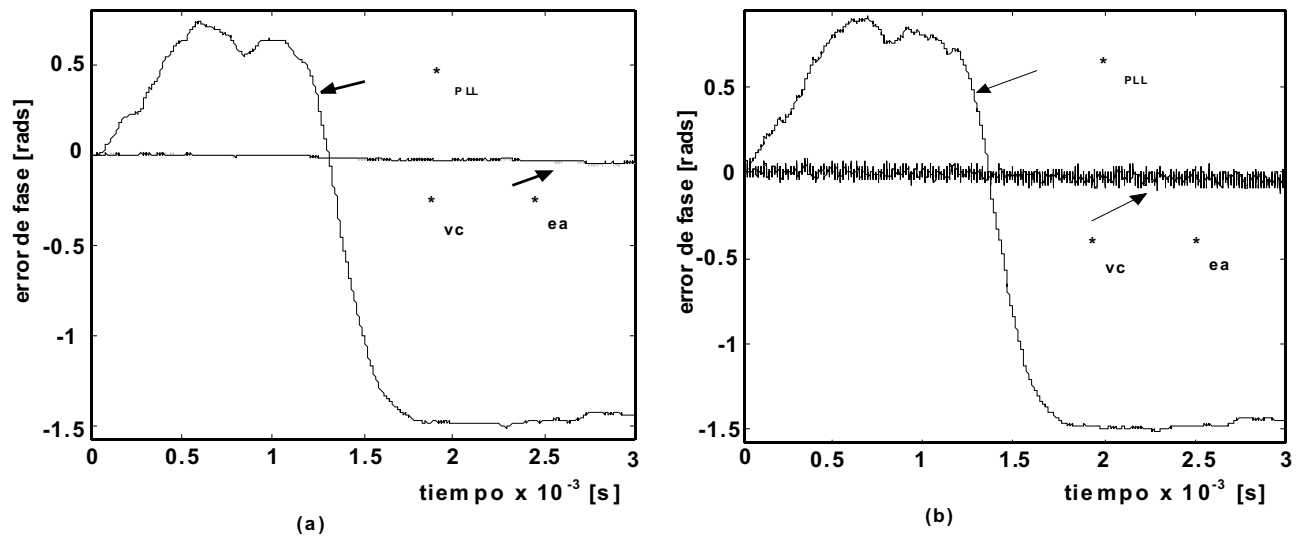 0.5
0
-0.5
-1
-1.5
error de fase [rads]
* PLL
* vc * ea
0 0.5 1 1.5 2 2.5 3
tiempo x 10⁻³ [s]
(a)
0.5
0
-0.5
-1
-1.5
error de fase [rads]
* PLL
* vc * ea
0 0.5 1 1.5 2 2.5 3
tiempo x 10⁻³ [s]
(b)